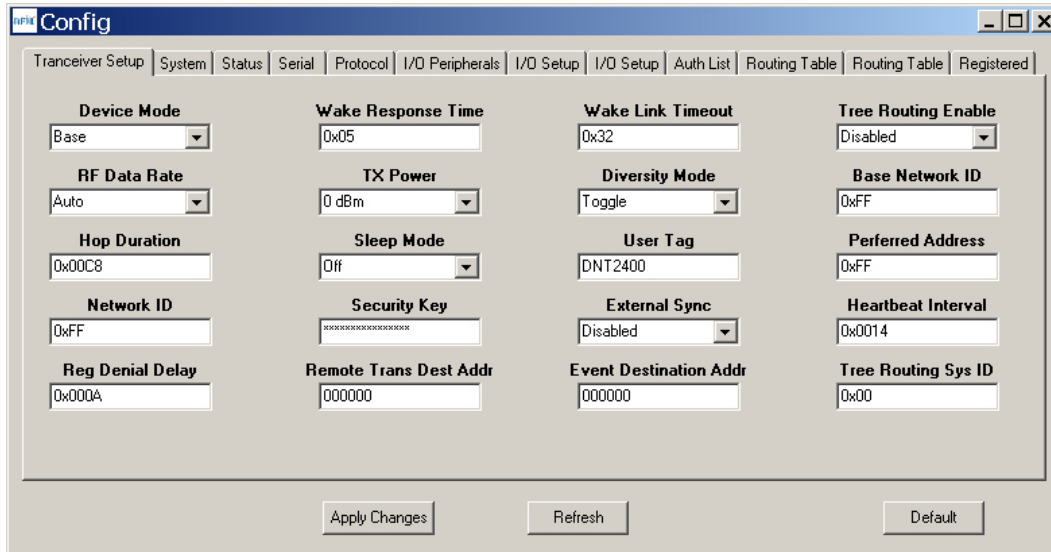 RFM Config
Tranceiver Setup System Status Serial Protocol I/O Peripherals I/O Setup I/O Setup Auth List Routing Table Routing Table Registered
Device Mode Wake Response Time Wake Link Timeout Tree Routing Enable
Base 0x05 0x32 Disabled
RF Data Rate TX Power Diversity Mode Base Network ID
Auto 0 dBm Toggle 0xFF
Hop Duration Sleep Mode User Tag Perferred Address
0x00C8 Off DNT2400 0xFF
Network ID Security Key External Sync Heartbeat Interval
0xFF **************** Disabled 0x0014
Reg Denial Delay Remote Trans Dest Addr Event Destination Addr Tree Routing Sys ID
0x000A 000000 000000 0x00
Apply Changes Refresh Default